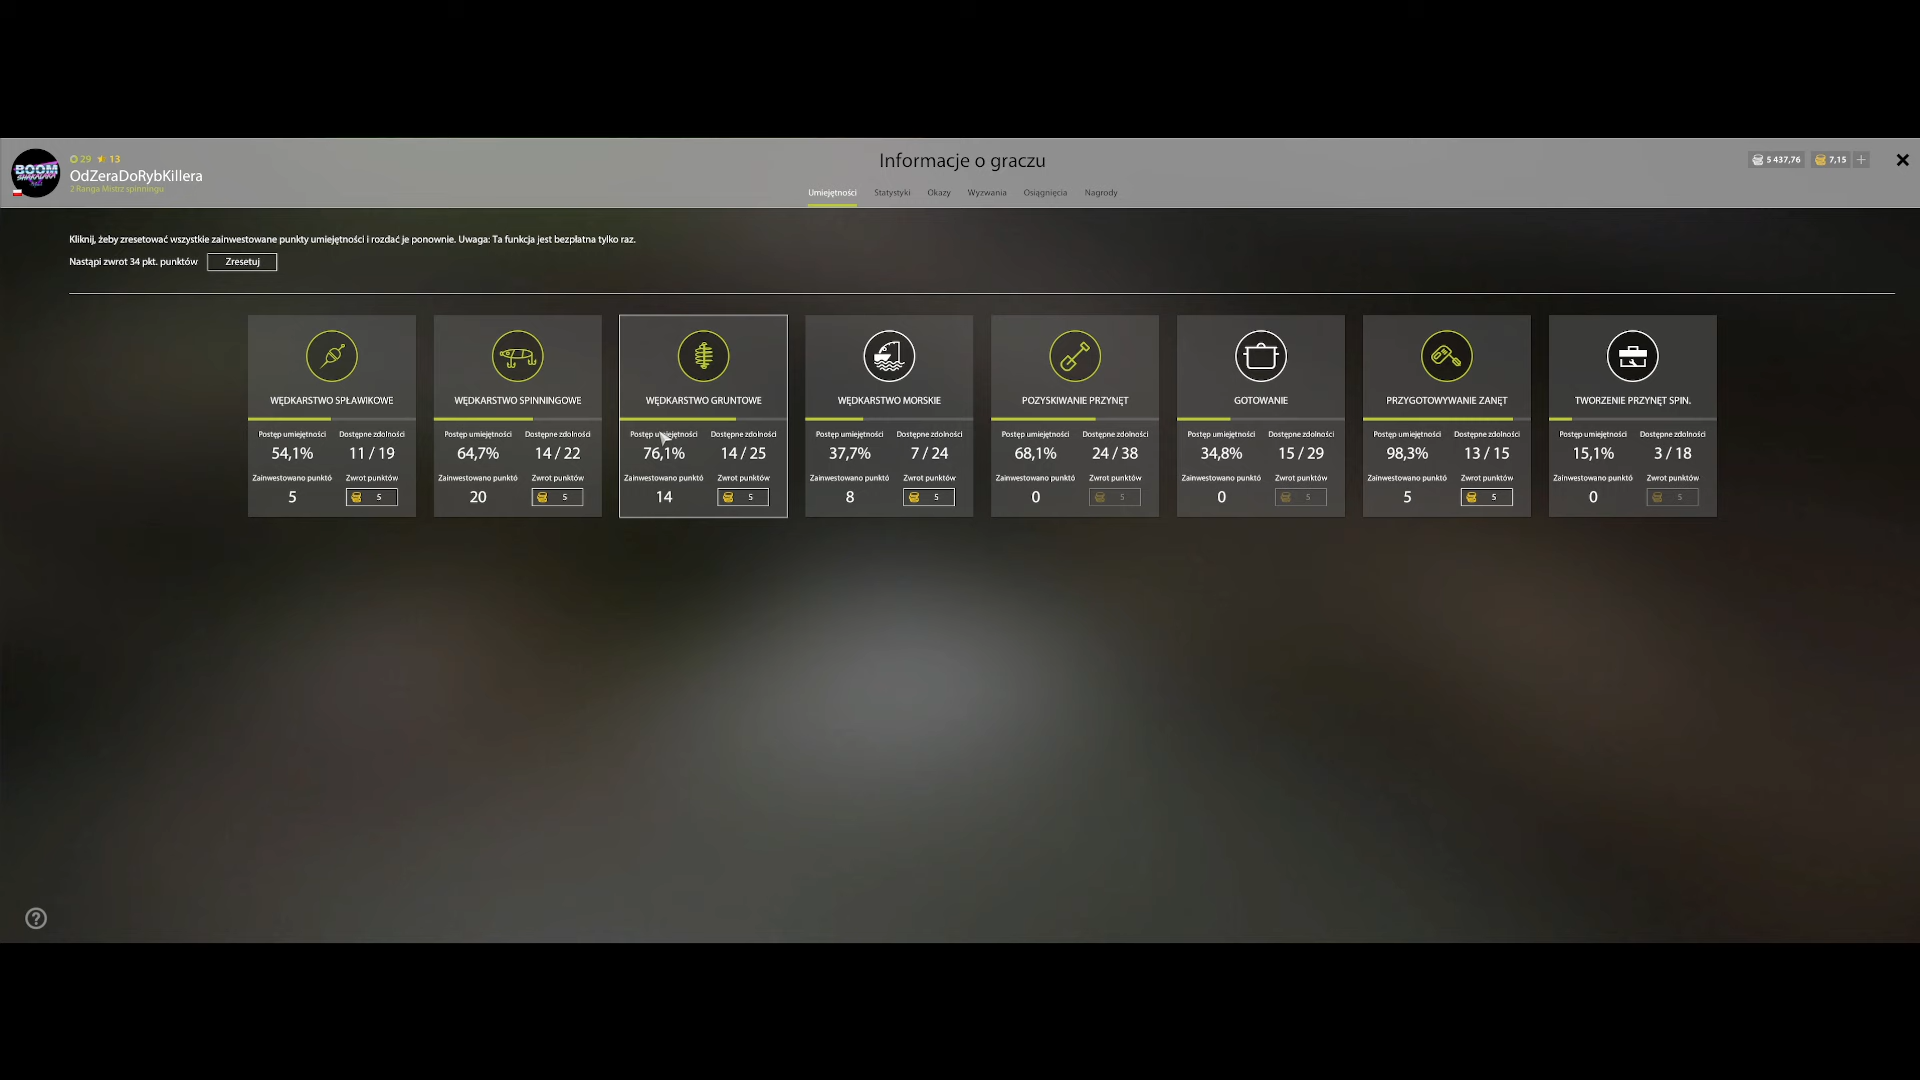 BOOM
29 13
OdZeraDoRybKillera
2 Ranga Mistrz spinningu
Informacje o graczu
5 437,76 7,15 +
Umiejętności Statystyki Okazy Wyzwania Osiągnięcia Nagrody
Kliknij, żeby zresetować wszystkie zainwestowane punkty umiejętności i rozdać je ponownie. Uwaga: Ta funkcja jest bezpłatna tylko raz.
Nastąpi zwrot 34 pkt. punktów Zresetuj
WĘDKARSTWO SPŁAWIKOWE
Postęp umiejętności Dostępne zdolności
54,1% 11 / 19
Zainwestowano punktó Zwrot punktów
5 5
WĘDKARSTWO SPINNINGOWE
Postęp umiejętności Dostępne zdolności
64,7% 14 / 22
Zainwestowano punktó Zwrot punktów
20 5
WĘDKARSTWO GRUNTOWE
Postęp umiejętności Dostępne zdolności
76,1% 14 / 25
Zainwestowano punktó Zwrot punktów
14 5
WĘDKARSTWO MORSKIE
Postęp umiejętności Dostępne zdolności
37,7% 7 / 24
Zainwestowano punktó Zwrot punktów
8 5
POZYSKIWANIE PRZYNĘT
Postęp umiejętności Dostępne zdolności
68,1% 24 / 38
Zainwestowano punktó Zwrot punktów
0 5
GOTOWANIE
Postęp umiejętności Dostępne zdolności
34,8% 15 / 29
Zainwestowano punktó Zwrot punktów
0 5
PRZYGOTOWYWANIE ZANĘT
Postęp umiejętności Dostępne zdolności
98,3% 13 / 15
Zainwestowano punktó Zwrot punktów
5 5
TWORZENIE PRZYNĘT SPIN.
Postęp umiejętności Dostępne zdolności
15,1% 3 / 18
Zainwestowano punktó Zwrot punktów
0 5
?